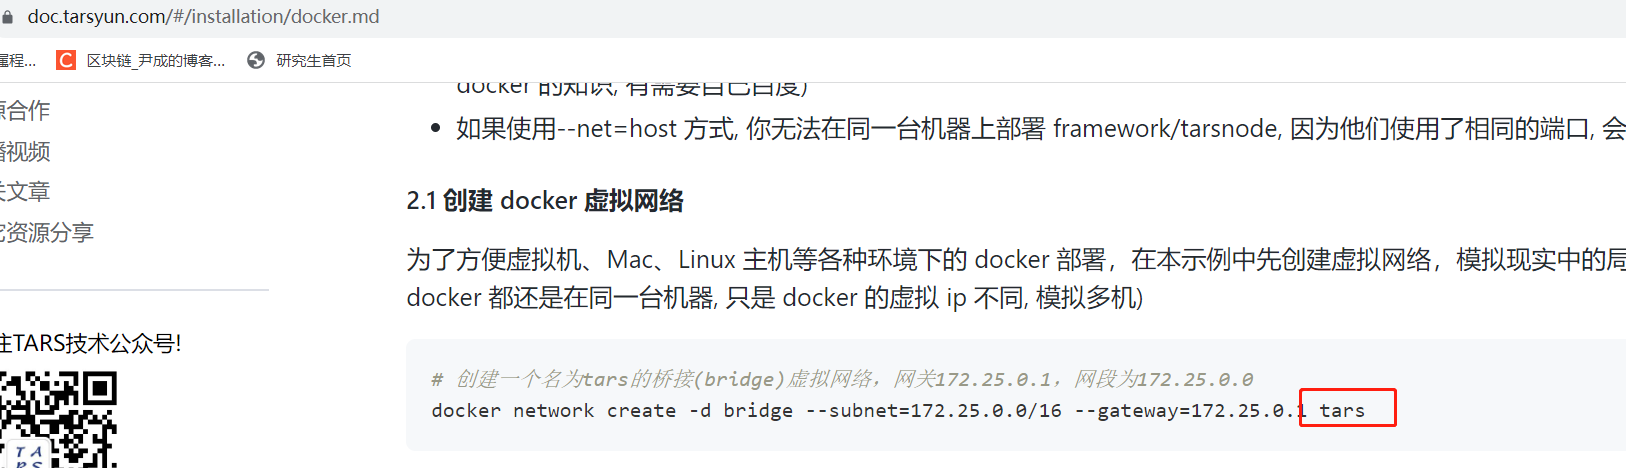 doc.tarsyun.com/#/installation/docker.md
程... 区块链_尹成的博客... 研究生首页
docker 的知识, 有需要自己百度)
合作
• 如果使用--net=host 方式, 你无法在同一台机器上部署 framework/tarsnode, 因为他们使用了相同的端口, 会
视频
文章
2.1 创建 docker 虚拟网络
资源分享
为了方便虚拟机、Mac、Linux 主机等各种环境下的 docker 部署，在本示例中先创建虚拟网络，模拟现实中的局
docker 都还是在同一台机器, 只是 docker 的虚拟 ip 不同, 模拟多机)
注TARS技术公众号!
# 创建一个名为tars的桥接(bridge)虚拟网络，网关172.25.0.1，网段为172.25.0.0
docker network create -d bridge --subnet=172.25.0.0/16 --gateway=172.25.0.1 tars
TA